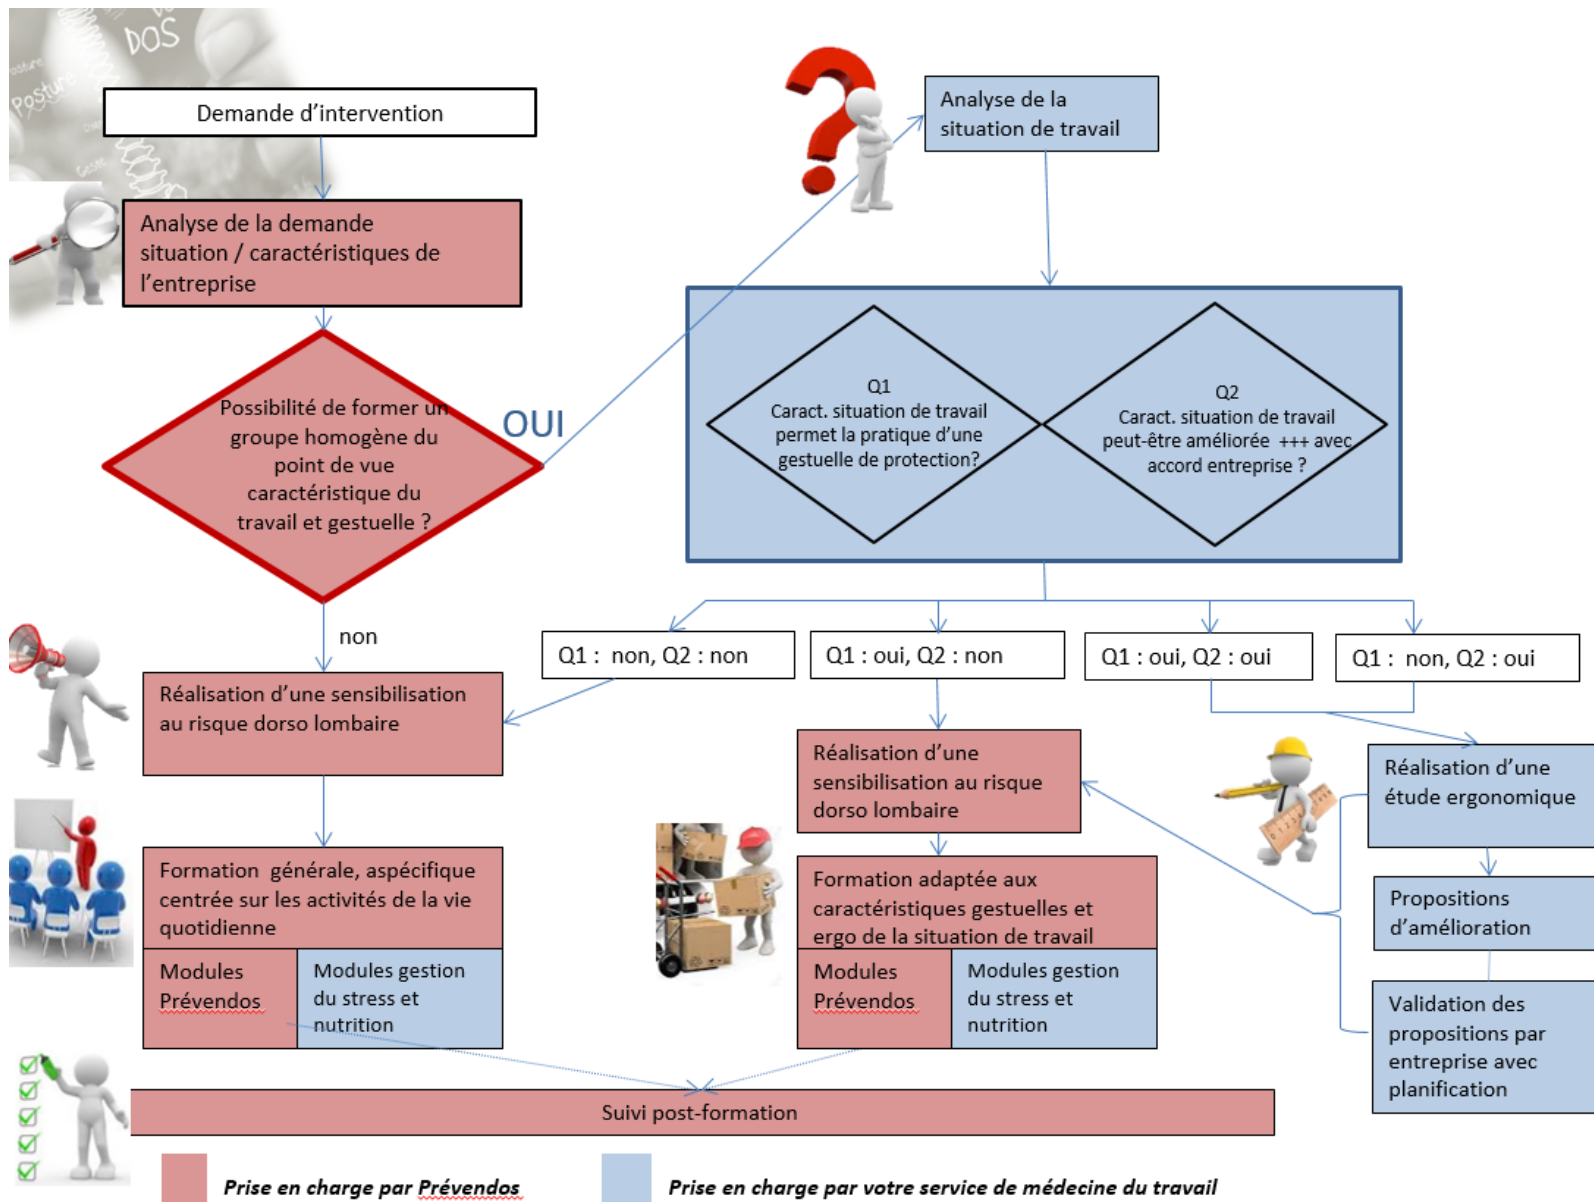 DOS
Posture
Posture
Geste
Demande d’intervention
Analyse de la demande
situation / caractéristiques de
l’entreprise
Possibilité de former un
groupe homogène du
point de vue
caractéristique du
travail et gestuelle ?
OUI
non
Analyse de la
situation de travail
Q1
Caract. situation de travail
permet la pratique d’une
gestuelle de protection?
Q2
Caract. situation de travail
peut-être améliorée +++ avec
accord entreprise ?
Q1 : non, Q2 : non
Q1 : oui, Q2 : non
Q1 : oui, Q2 : oui
Q1 : non, Q2 : oui
Réalisation d’une sensibilisation
au risque dorso lombaire
Réalisation d’une
sensibilisation au risque
dorso lombaire
Réalisation d’une
étude ergonomique
Formation générale, aspécifique
centrée sur les activités de la vie
quotidienne
Modules
Prévendos
Modules gestion
du stress et
nutrition
Formation adaptée aux
caractéristiques gestuelles et
ergo de la situation de travail
Modules
Prévendos
Modules gestion
du stress et
nutrition
Propositions
d’amélioration
Validation des
propositions par
entreprise avec
planification
Suivi post-formation
Prise en charge par Prévendos
Prise en charge par votre service de médecine du travail